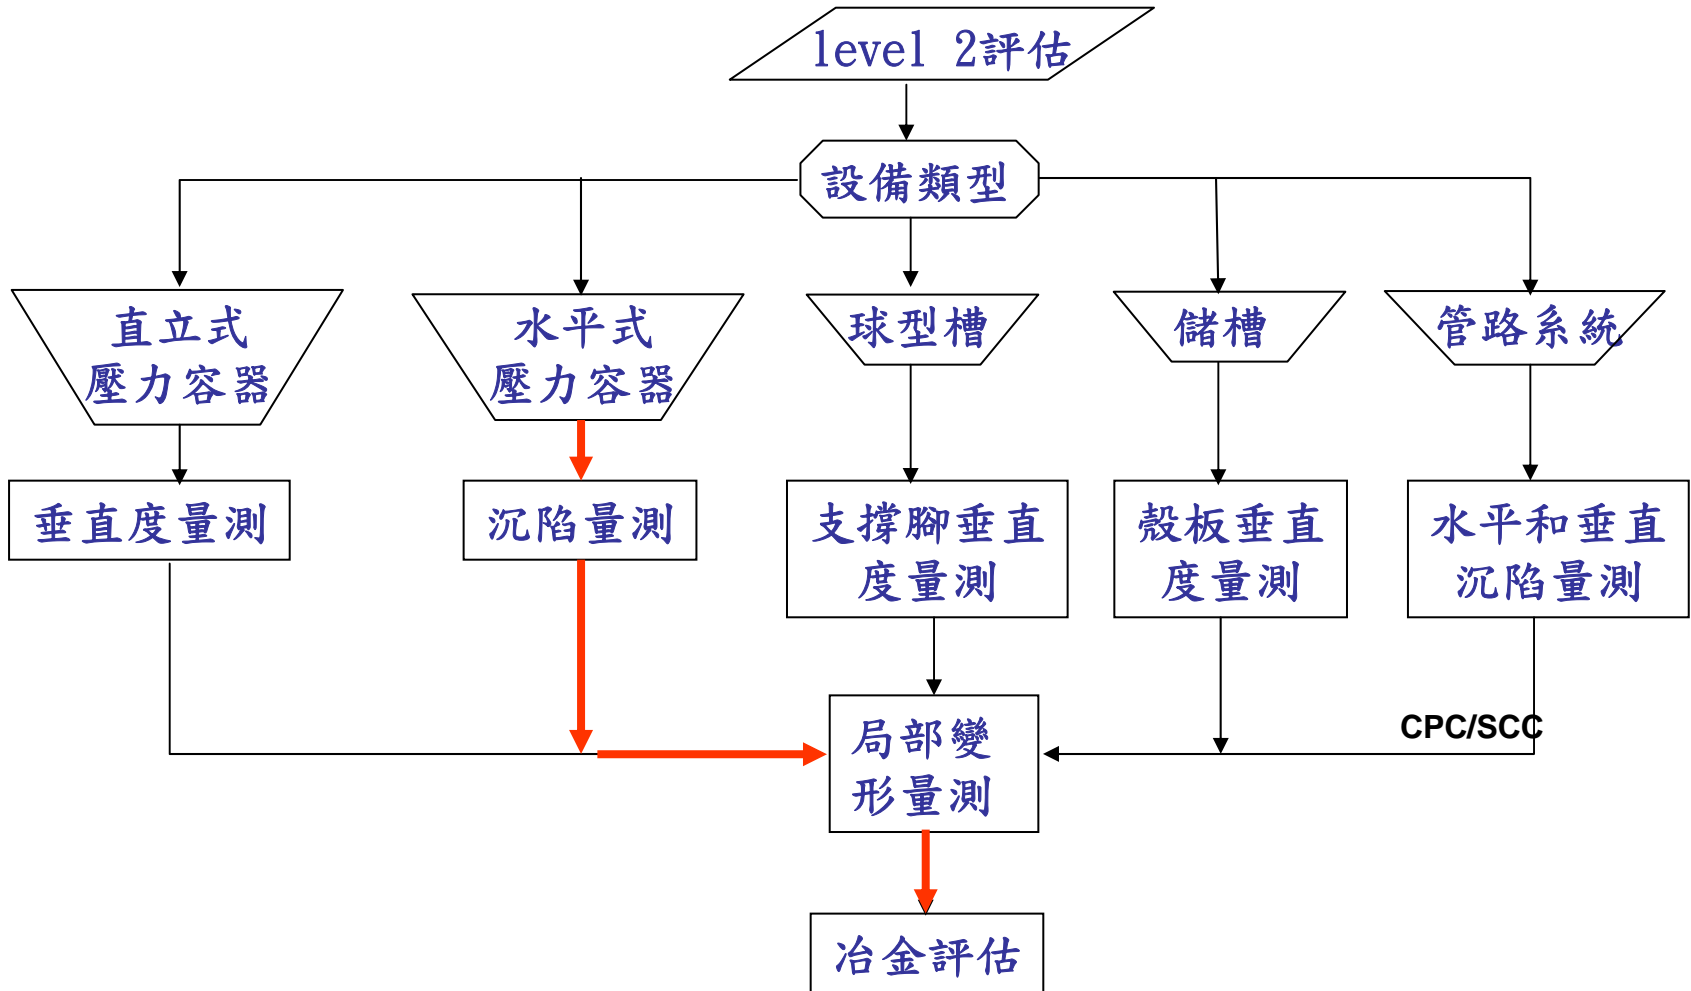 level 2評估
設備類型
直立式
壓力容器
水平式
壓力容器
球型槽
儲槽
管路系統
垂直度量測
沉陷量測
支撐腳垂直
度量測
殼板垂直
度量測
水平和垂直
沉陷量測
CPC/SCC
局部變
形量測
冶金評估